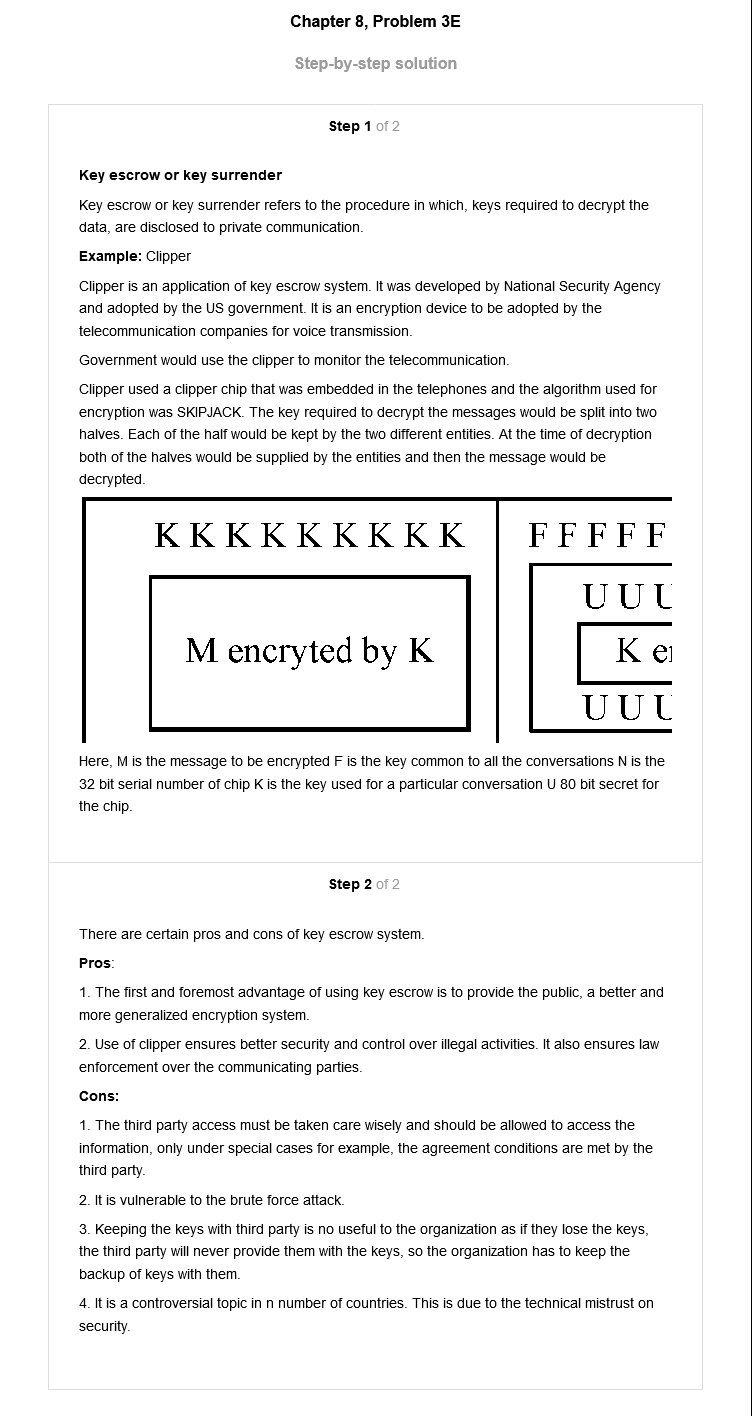 Chapter 8, Problem 3E
Step-by-step solution
Step 1 of 2
Key escrow or key surrender
Key escrow or key surrender refers to the procedure in which, keys required to decrypt the
data, are disclosed to private communication.
Example: Clipper
Clipper is an application of key escrow system. It was developed by National Security Agency
and adopted by the US government. It is an encryption device to be adopted by the
telecommunication companies for voice transmission.
Government would use the clipper to monitor the telecommunication.
Clipper used a clipper chip that was embedded in the telephones and the algorithm used for
encryption was SKIPJACK. The key required to decrypt the messages would be split into two
halves. Each of the half would be kept by the two different entities. At the time of decryption
both of the halves would be supplied by the entities and then the message would be
decrypted.
K K K K K K K K K
F F F F F
U U U
M encryted by K
K
U U U
Here, M is the message to be encrypted F is the key common to all the conversations N is the
32 bit serial number of chip K is the key used for a particular conversation U 80 bit secret for
the chip.
Step 2 of 2
There are certain pros and cons of key escrow system.
Pros:
1. The first and foremost advantage of using key escrow is to provide the public, a better and
more generalized encryption system.
2. Use of clipper ensures better security and control over illegal activities. It also ensures law
enforcement over the communicating parties.
Cons:
1. The third party access must be taken care wisely and should be allowed to access the
information, only under special cases for example, the agreement conditions are met by the
third party.
2. It is vulnerable to the brute force attack.
3. Keeping the keys with third party is no useful to the organization as if they lose the keys,
the third party will never provide them with the keys, so the organization has to keep the
backup of keys with them.
4. It is a controversial topic in n number of countries. This is due to the technical mistrust on
security.